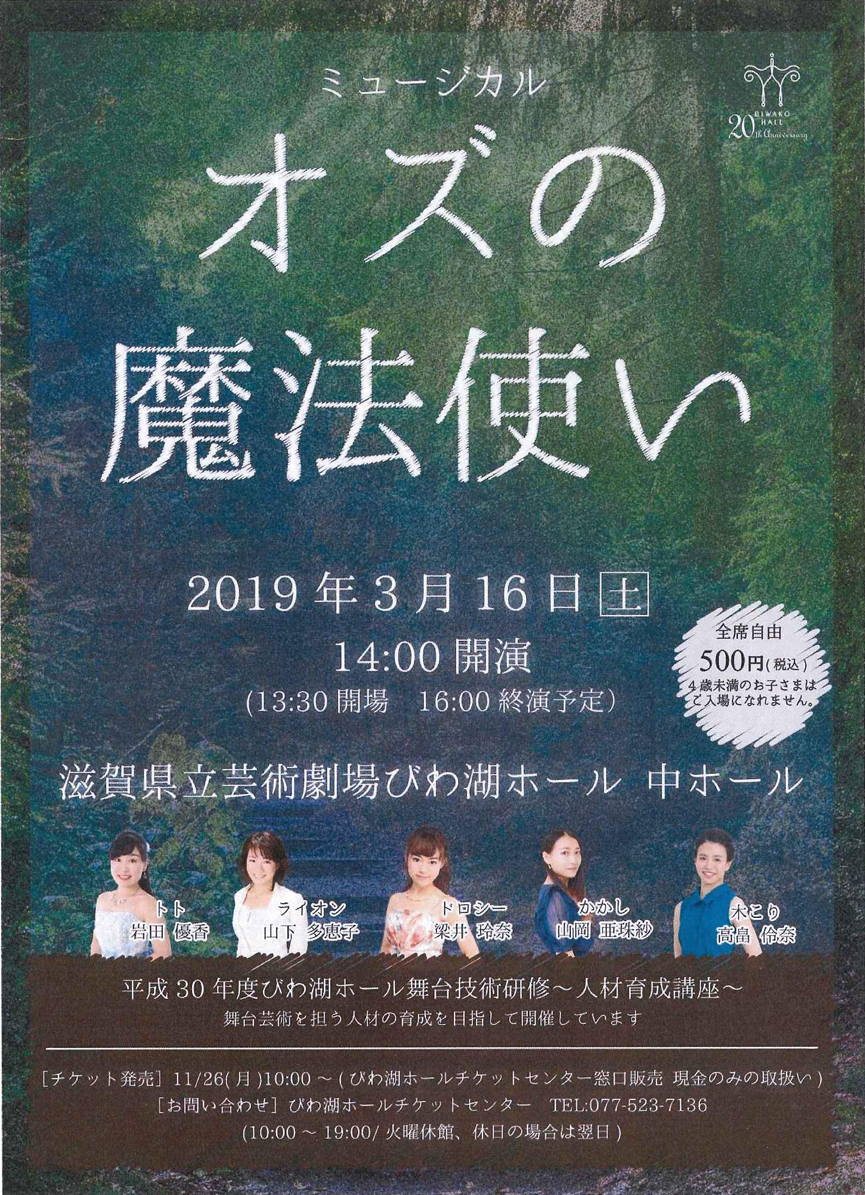 ミュージカル
BIWAKO
HALL
20th Anniversary
オズの
魔法使い
2019年3月16日 土
14:00 開演
(13:30 開場　16:00 終演予定)
全席自由
500円(税込)
4歳未満のお子さまは
ご入場になれません。
滋賀県立芸術劇場びわ湖ホール 中ホール
トト
岩田 優香
ライオン
山下 多恵子
ドロシー
梁井 玲奈
かかし
山岡 亜珠紗
木こり
高畠 伶奈
平成30年度びわ湖ホール舞台技術研修～人材育成講座～
舞台芸術を担う人材の育成を目指して開催しています
[チケット発売] 11/26(月)10:00～(びわ湖ホールチケットセンター窓口販売 現金のみの取扱い)
[お問い合わせ] びわ湖ホールチケットセンター　TEL:077-523-7136
(10:00～19:00/火曜休館、休日の場合は翌日)